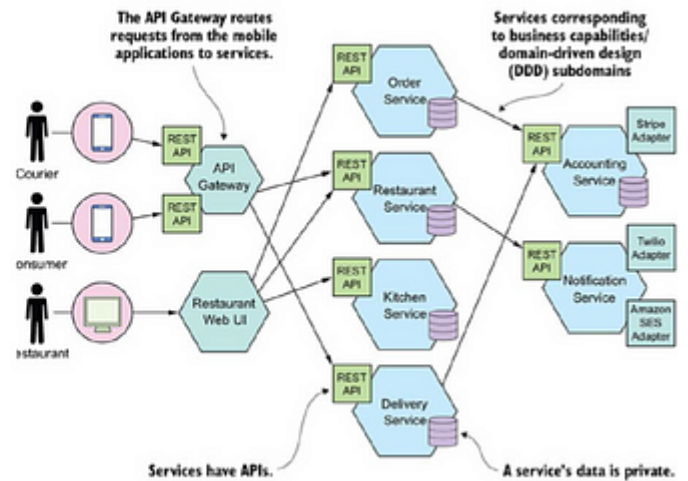 The API Gateway routes
requests from the mobile
applications to services.
Services corresponding
to business capabilities/
domain-driven design
(DDD) subdomains
REST
API
Order
Service
Stripe
Adapter
REST
API
Courier
API
Gateway
REST
API
Restaurant
Service
REST
API
Accounting
Service
REST
API
onsumer
Twilio
Adapter
Restaurant
Web UI
REST
API
Kitchen
Service
REST
API
Notification
Service
Amazon
SES
Adapter
estaurant
REST
API
Delivery
Service
Services have APIs.
A service's data is private.